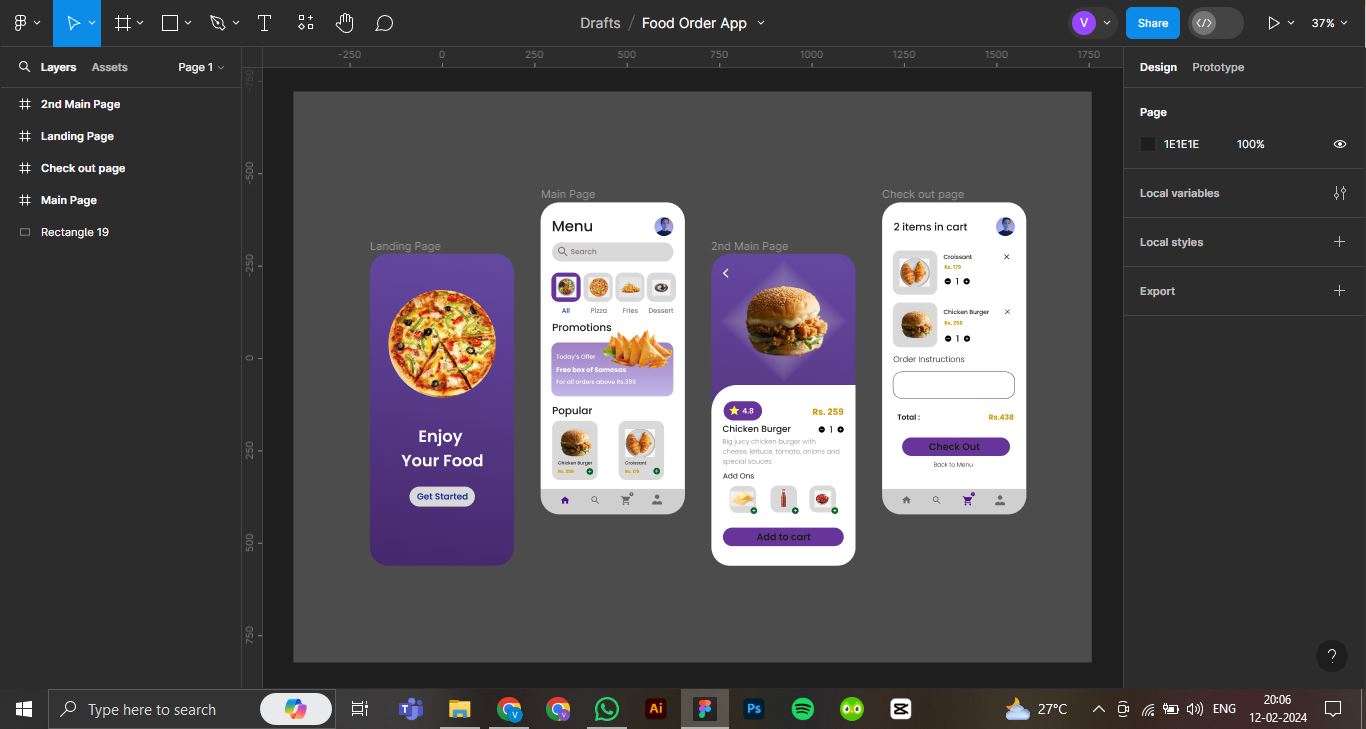 Drafts / Food Order App
V
Share
37%
Layers
Assets
Page 1
2nd Main Page
Landing Page
Check out page
Main Page
Rectangle 19
-250
0
250
500
750
1000
1250
1500
1750
-750
-500
-250
0
250
500
750
Landing Page
Enjoy
Your Food
Get Started
Main Page
Menu
Search
All
Pizza
Fries
Dessert
Promotions
Today's Offer
Free box of Samosas
For all orders above Rs.399
Popular
Chicken Burger
Rs. 259
Croissant
Rs. 179
2nd Main Page
4.8
Rs. 259
Chicken Burger
1
Big juicy chicken burger with
cheese, lettuce, tomato, onions and
special sauces
Add Ons
Add to cart
Check out page
2 items in cart
Croissant
Rs. 179
1
Chicken Burger
Rs. 259
1
Order Instructions
Total :
Rs.438
Check Out
Back to Menu
Design
Prototype
Page
1E1E1E
100%
Local variables
Local styles
Export
?
Type here to search
V
V
Ai
Ps
27°C
ENG
20:06
12-02-2024